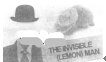 THE INVISIBLE
(LEMON) MAN